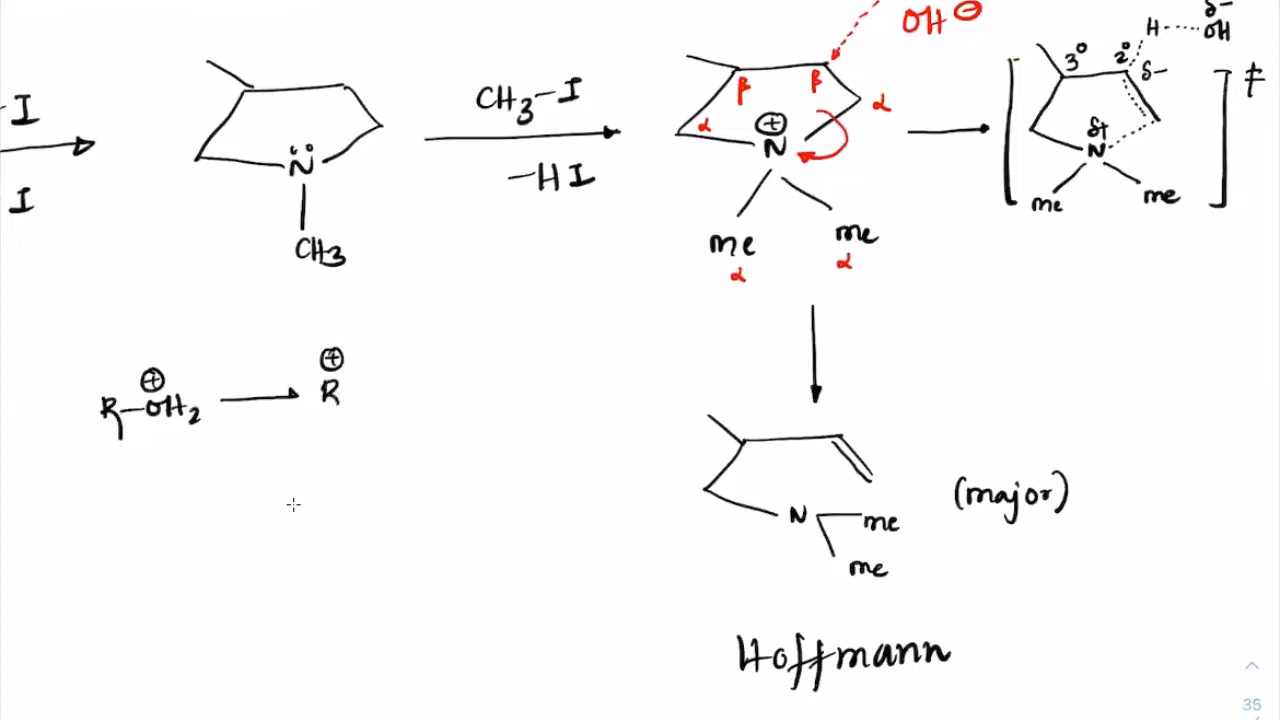 I
I
N
CH3
CH3-I
-HI
OH ⊖
β β
α α
⊕
N
me me
α α
H OH δ-
3° 2° δ-
δ+
N
me me
‡
R-OH2 ⊕
⊕
R
N me
me
(major)
Hoffmann
35